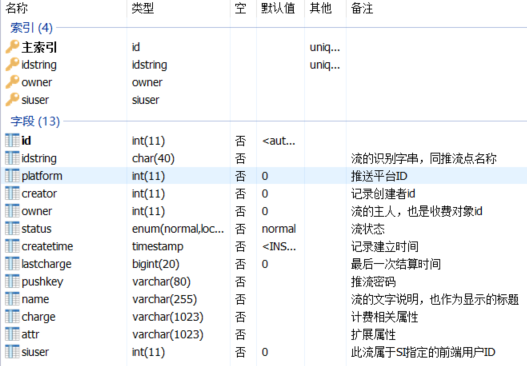 名称 类型 空 默认值 其他 备注
索引 (4)
主索引 id uniq...
idstring idstring uniq...
owner owner
siuser siuser
字段 (13)
id int(11) 否 <aut...
idstring char(40) 否 流的识别字串，同推流点名称
platform int(11) 否 0 推送平台ID
creator int(11) 否 0 记录创建者id
owner int(11) 否 0 流的主人，也是收费对象id
status enum(normal,loc... 否 normal 流状态
createtime timestamp 否 <INS... 记录建立时间
lastcharge bigint(20) 否 0 最后一次结算时间
pushkey varchar(80) 否 推流密码
name varchar(255) 否 流的文字说明，也作为显示的标题
charge varchar(1023) 否 计费相关属性
attr varchar(1023) 否 扩展属性
siuser int(11) 否 0 此流属于SI指定的前端用户ID